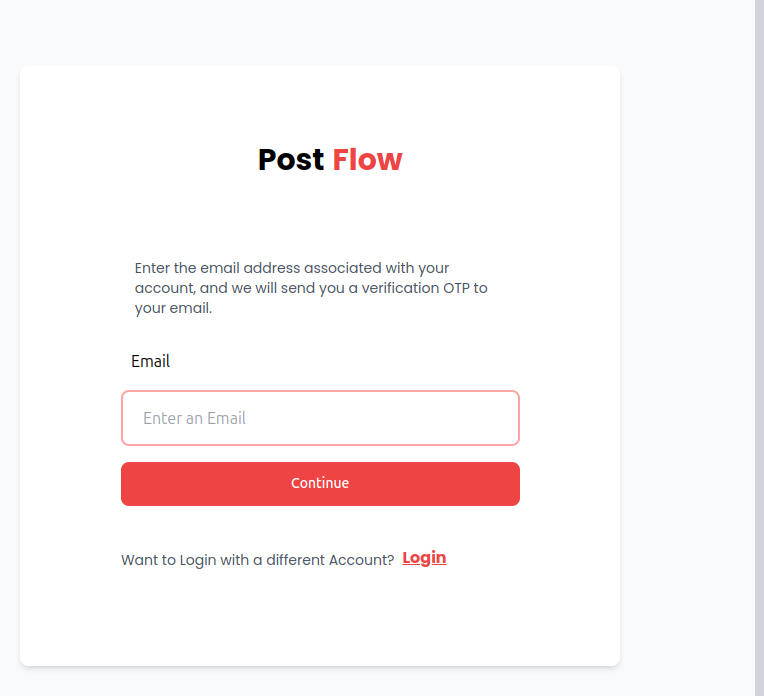 Post Flow
Enter the email address associated with your
account, and we will send you a verification OTP to
your email.
Email
Enter an Email
Continue
Want to Login with a different Account? Login